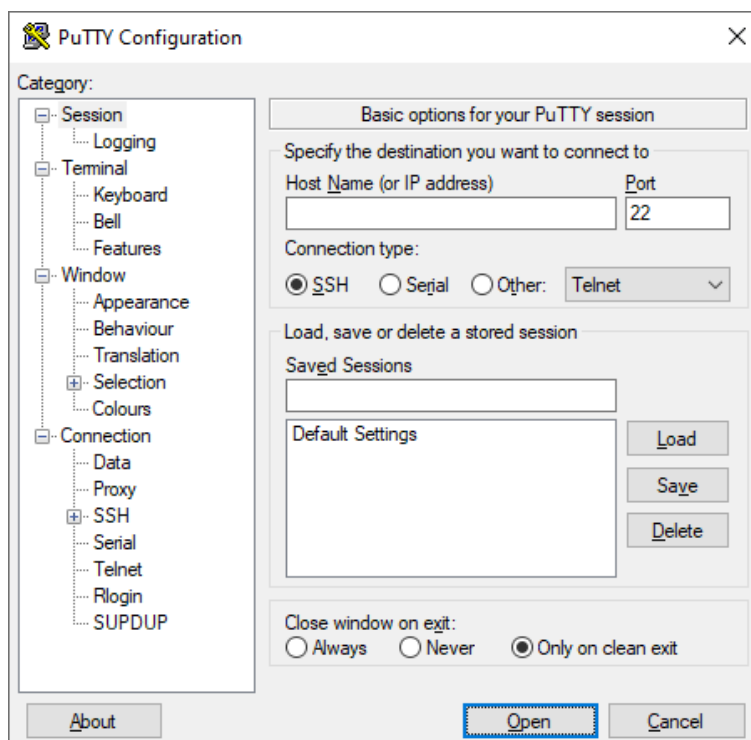 PuTTY Configuration
Category:
Session
Logging
Terminal
Keyboard
Bell
Features
Window
Appearance
Behaviour
Translation
Selection
Colours
Connection
Data
Proxy
SSH
Serial
Telnet
Rlogin
SUPDUP
Basic options for your PuTTY session
Specify the destination you want to connect to
Host Name (or IP address) Port
22
Connection type:
SSH Serial Other: Telnet
Load, save or delete a stored session
Saved Sessions
Default Settings
Load
Save
Delete
Close window on exit:
Always Never Only on clean exit
About Open Cancel